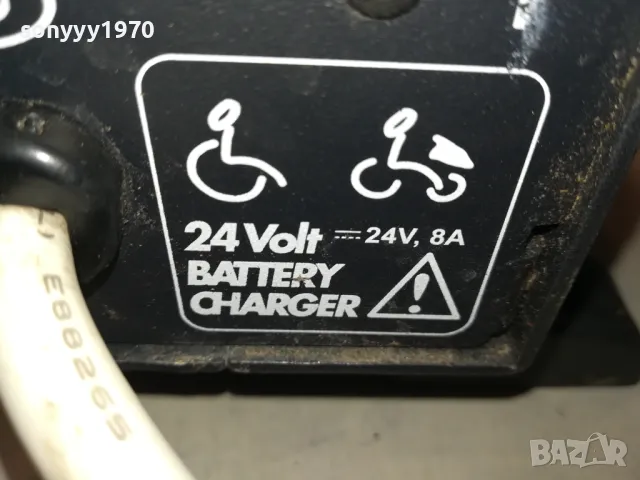 sonyyy1970
24 Volt ⎓ 24V, 8A
BATTERY
CHARGER
L) E88265
BAZAR